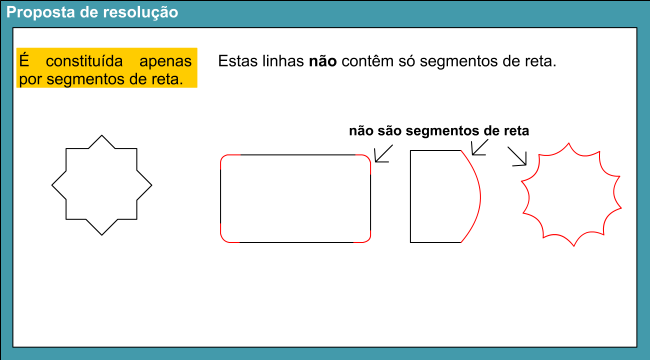 Proposta de resolução
É constituída apenas
por segmentos de reta.
Estas linhas não contêm só segmentos de reta.
não são segmentos de reta